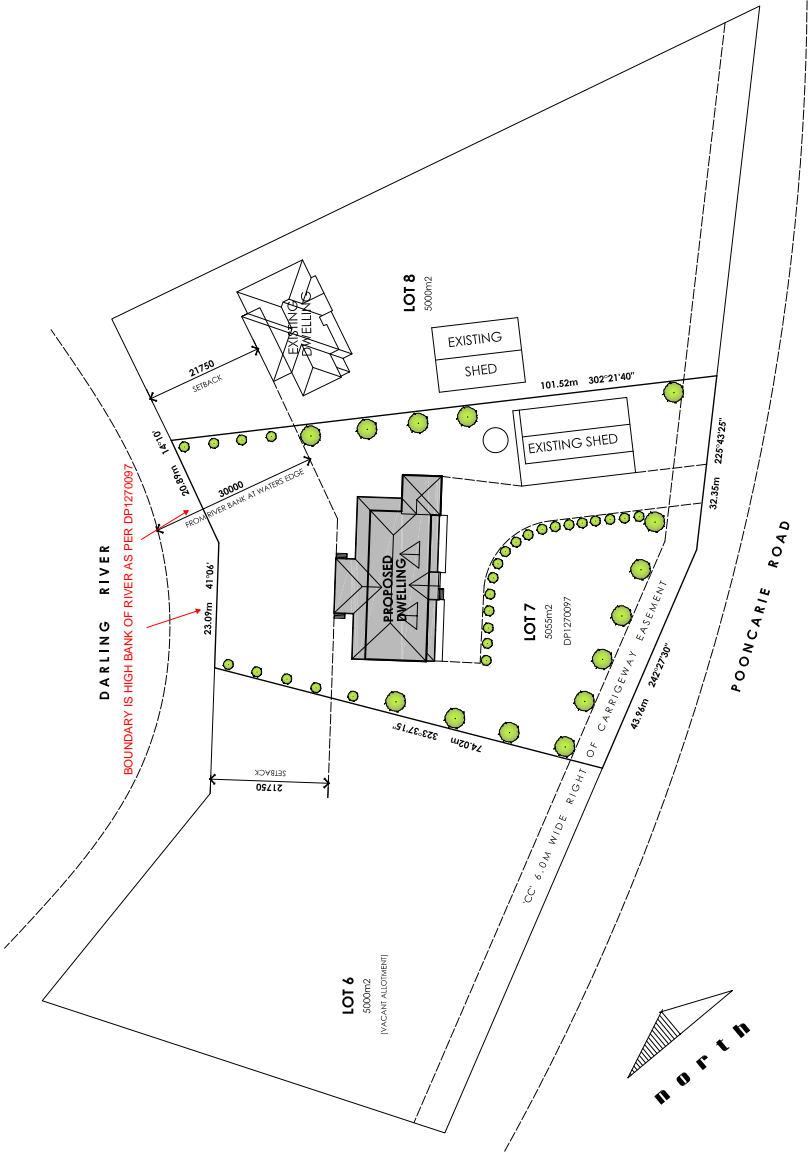 DARLING RIVER
BOUNDARY IS HIGH BANK OF RIVER AS PER DP1270097
21750
SETBACK
EXISTING
DWELLING
LOT 8
5000m2
EXISTING
SHED
101.52m 302°21'40"
20.89m 14°10'
30000
FROM RIVER BANK AT WATERS EDGE
EXISTING SHED
225°43'25"
32.35m
23.09m 41°06'
PROPOSED
DWELLING
LOT 7
5055m2
DP1270097
74.02m 323°37'15"
43.96m 242°27'30"
'CC' 6.0M WIDE RIGHT OF CARRIGEWAY EASEMENT
POONCARIE ROAD
SETBACK
21750
LOT 6
5000m2
[VACANT ALLOTMENT]
north